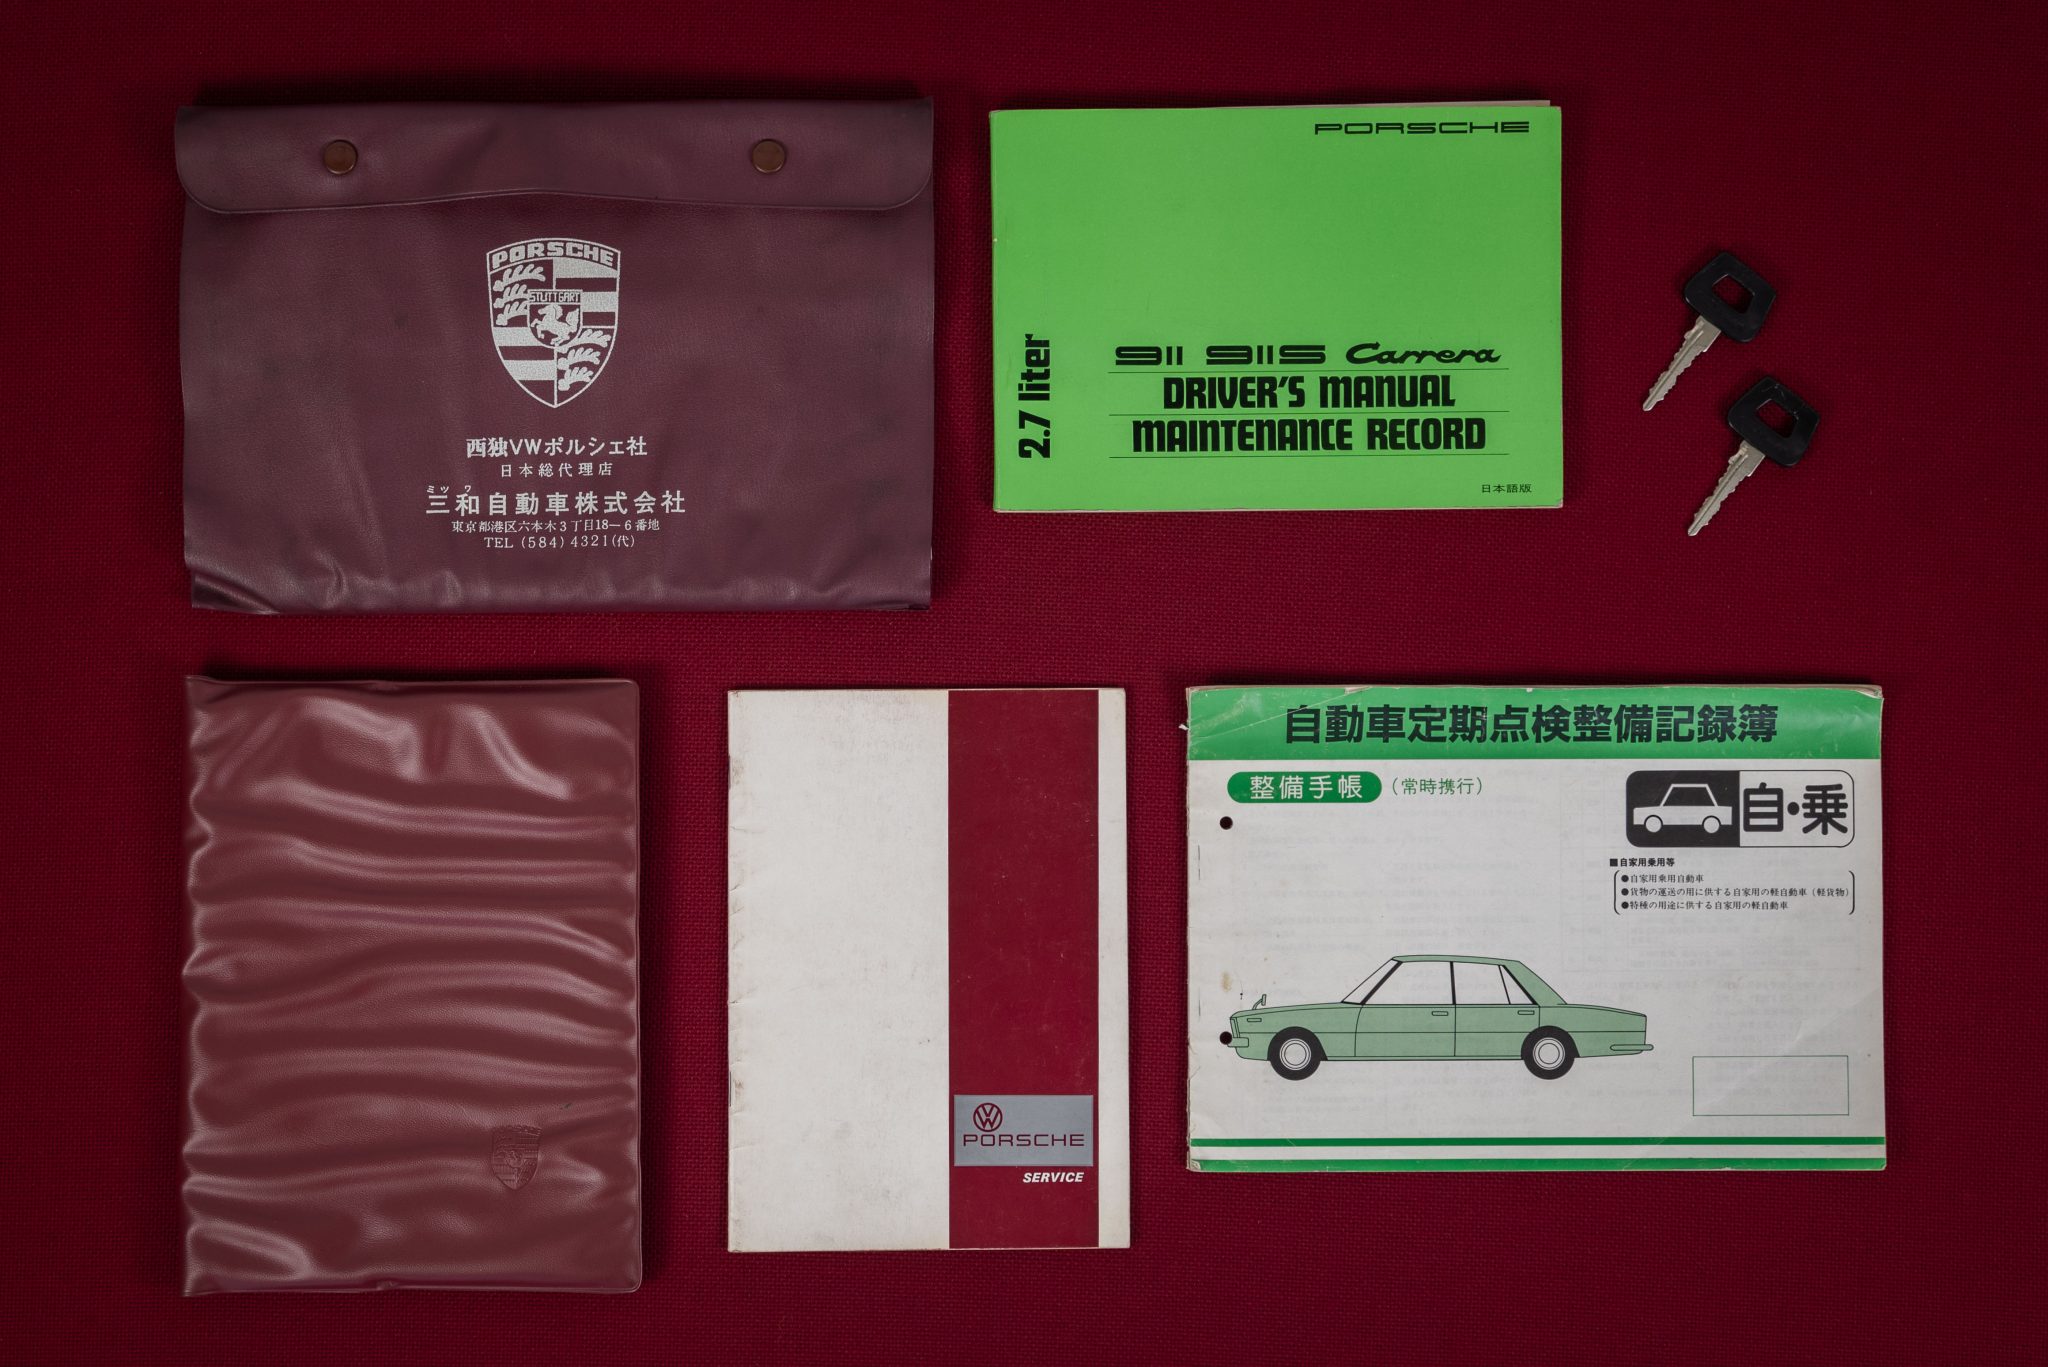 PORSCHE
STUTTGART
西独VWポルシェ社
日本総代理店
ミツワ
三和自動車株式会社
東京都港区六本木3丁目18－6番地
TEL (584) 4321(代)
PORSCHE
2.7 liter
911 911S Carrera
DRIVER'S MANUAL
MAINTENANCE RECORD
日本語版
VW
PORSCHE
SERVICE
自動車定期点検整備記録簿
整備手帳 (常時携行)
自・乗
■自家用乗用等
●自家用乗用自動車
●貨物の運送の用に供する自家用の軽自動車（軽貨物）
●特種の用途に供する自家用の軽自動車